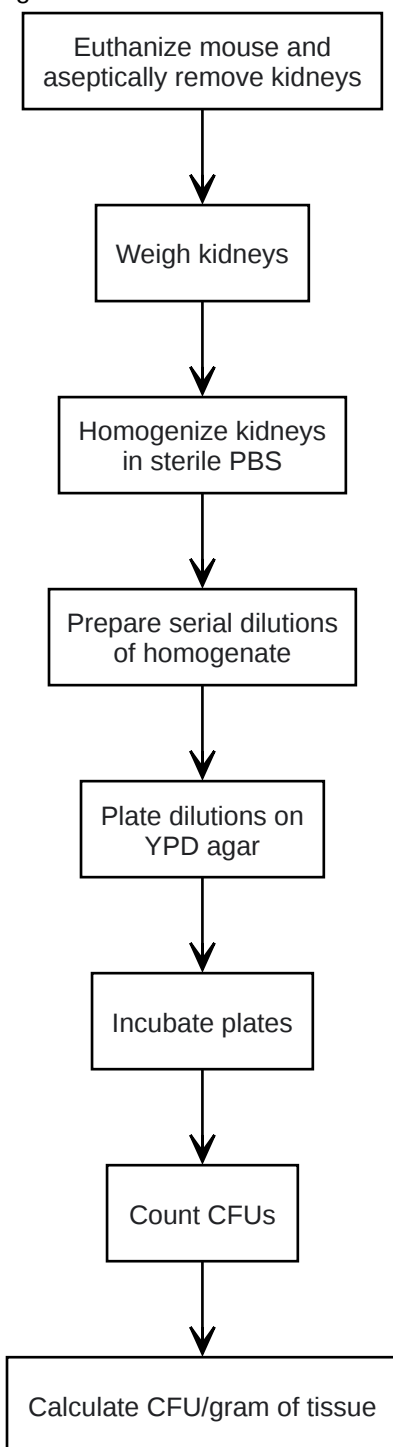 Euthanize mouse and
aseptically remove kidneys
Weigh kidneys
Homogenize kidneys
in sterile PBS
Prepare serial dilutions
of homogenate
Plate dilutions on
YPD agar
Incubate plates
Count CFUs
Calculate CFU/gram of tissue